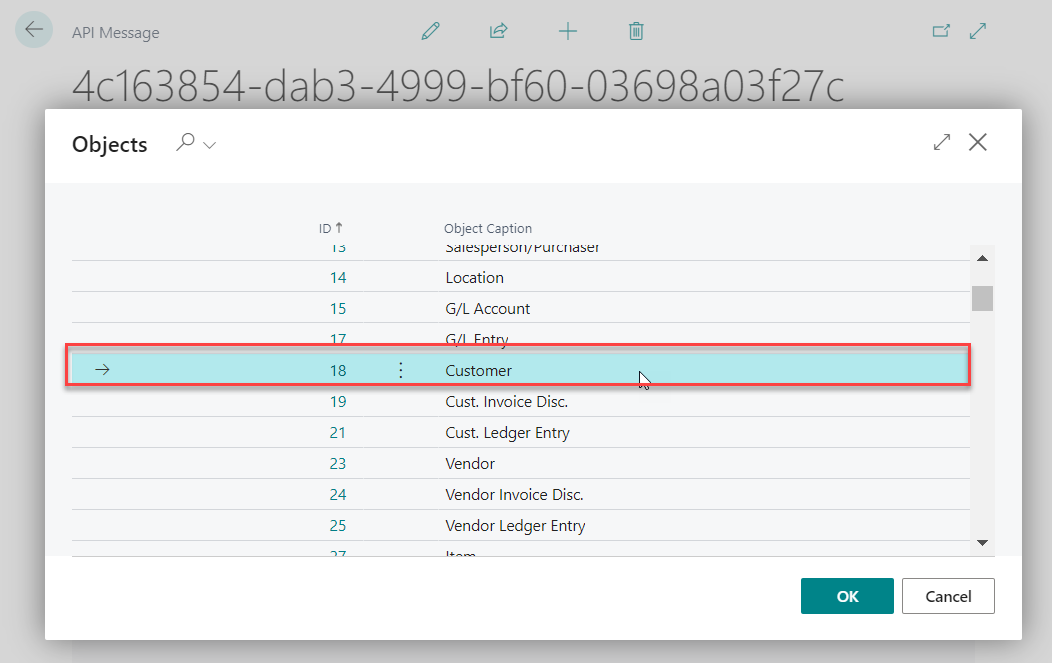 API Message
4c163854-dab3-4999-bf60-03698a03f27c
Objects
ID↑ Object Caption
13 Salesperson/Purchaser
14 Location
15 G/L Account
17 G/L Entry
→ 18 ⋮ Customer
19 Cust. Invoice Disc.
21 Cust. Ledger Entry
23 Vendor
24 Vendor Invoice Disc.
25 Vendor Ledger Entry
27 Item
OK Cancel